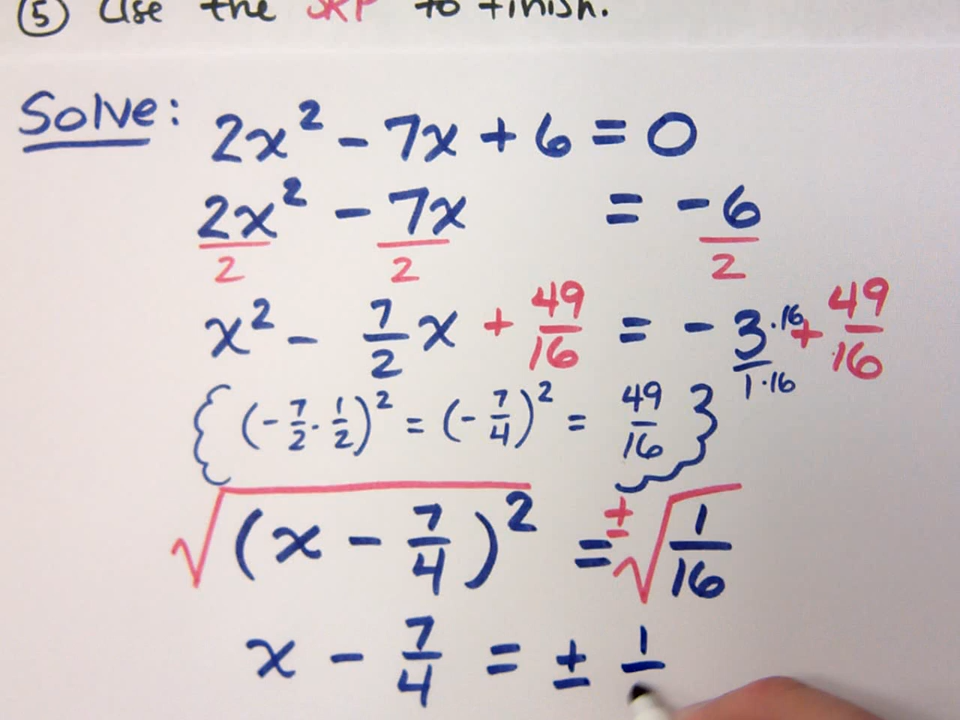 ⑤ Use the SRP to finish.
Solve: 2x² - 7x + 6 = 0
2x²/2 - 7x/2 = -6/2
x² - 7/2 x + 49/16 = - 3·16/1·16 + 49/16
{(-7/2 · 1/2)² = (-7/4)² = 49/16}
√(x - 7/4)² = ±√1/16
x - 7/4 = ± 1/